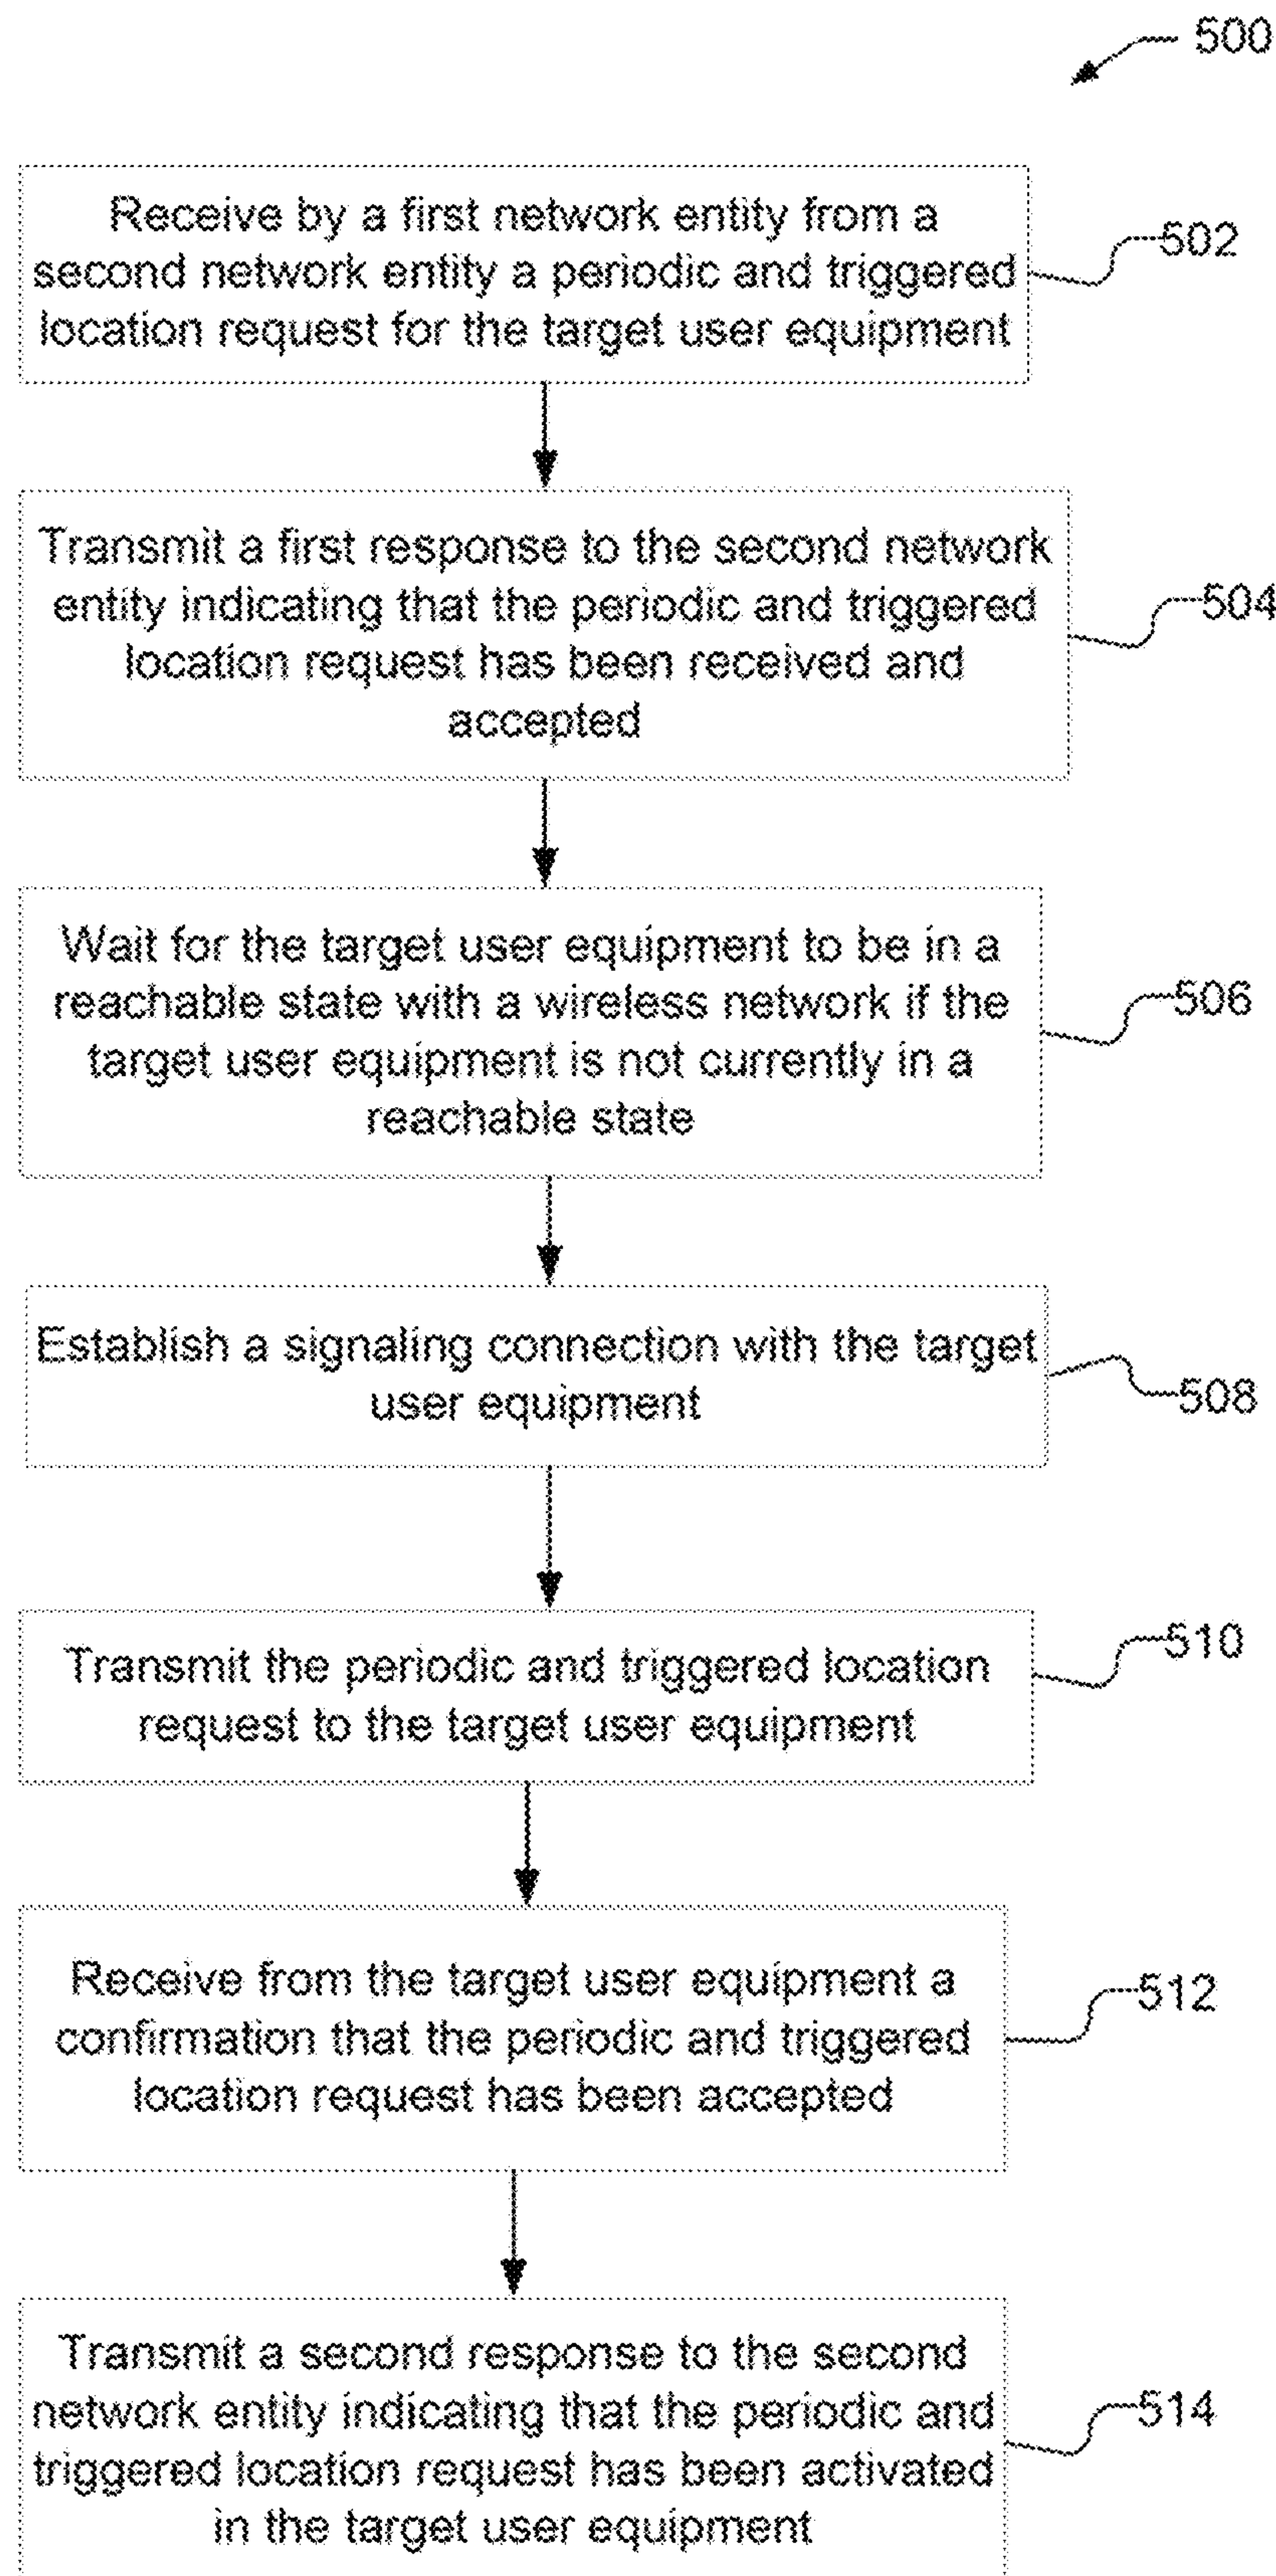 500
Receive by a first network entity from a
second network entity a periodic and triggered
location request for the target user equipment
502
Transmit a first response to the second network
entity indicating that the periodic and triggered
location request has been received and
accepted
504
Wait for the target user equipment to be in a
reachable state with a wireless network if the
target user equipment is not currently in a
reachable state
506
Establish a signaling connection with the target
user equipment
508
Transmit the periodic and triggered location
request to the target user equipment
510
Receive from the target user equipment a
confirmation that the periodic and triggered
location request has been accepted
512
Transmit a second response to the second
network entity indicating that the periodic and
triggered location request has been activated
in the target user equipment
514